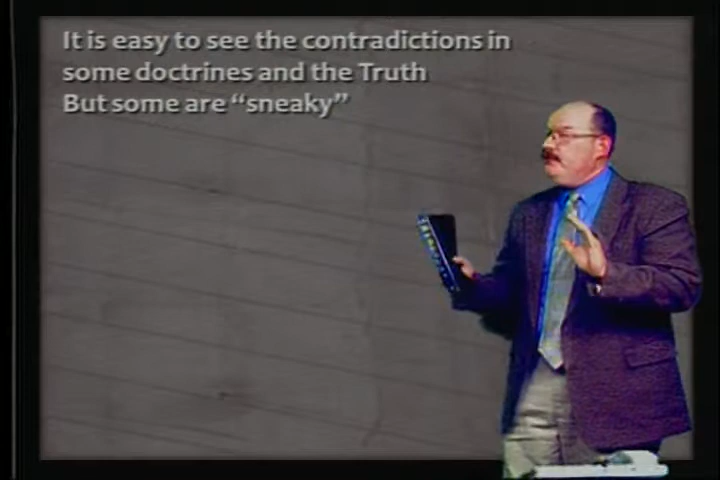 It is easy to see the contradictions in
some doctrines and the Truth
But some are “sneaky”